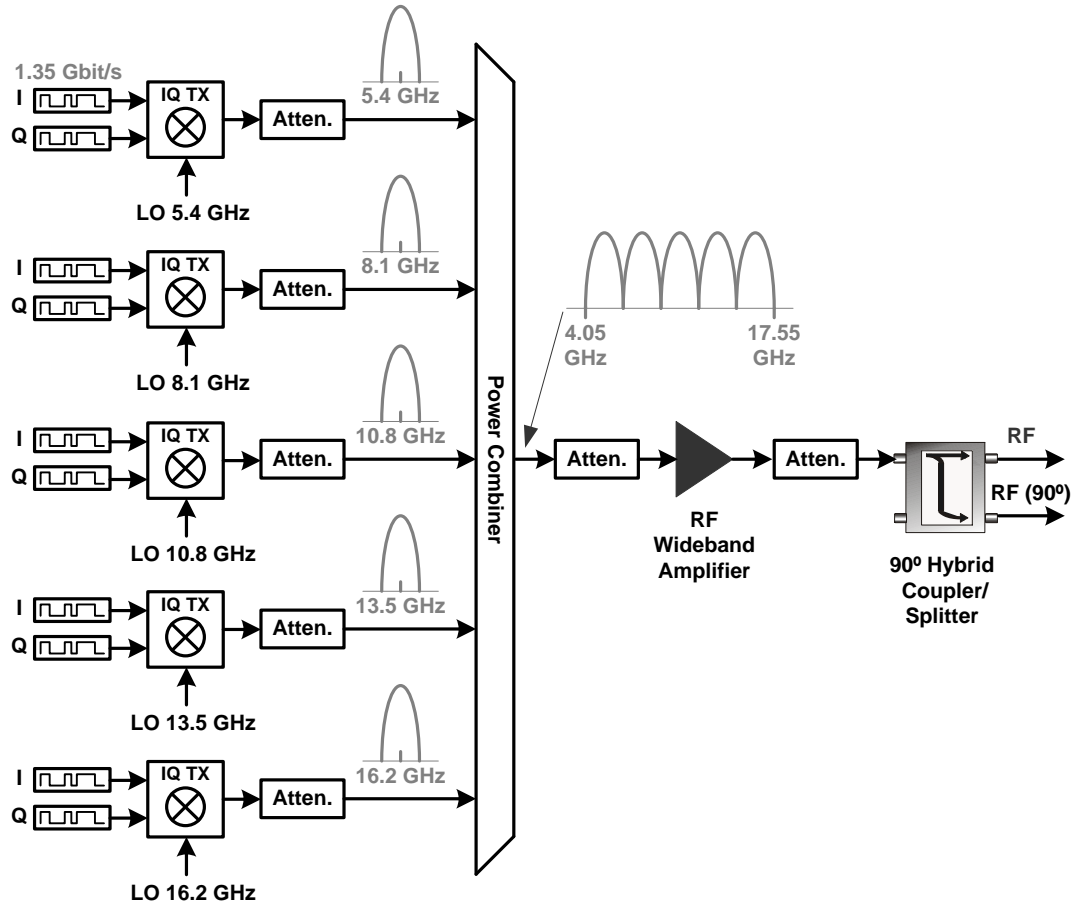 1.35 Gbit/s
I
Q
IQ TX
Atten.
5.4 GHz
LO 5.4 GHz
I
Q
IQ TX
Atten.
8.1 GHz
LO 8.1 GHz
4.05
GHz
17.55
GHz
I
Q
IQ TX
Atten.
10.8 GHz
LO 10.8 GHz
Power Combiner
Atten.
RF
Wideband
Amplifier
Atten.
RF
RF (90º)
90º Hybrid
Coupler/
Splitter
I
Q
IQ TX
Atten.
13.5 GHz
LO 13.5 GHz
I
Q
IQ TX
Atten.
16.2 GHz
LO 16.2 GHz